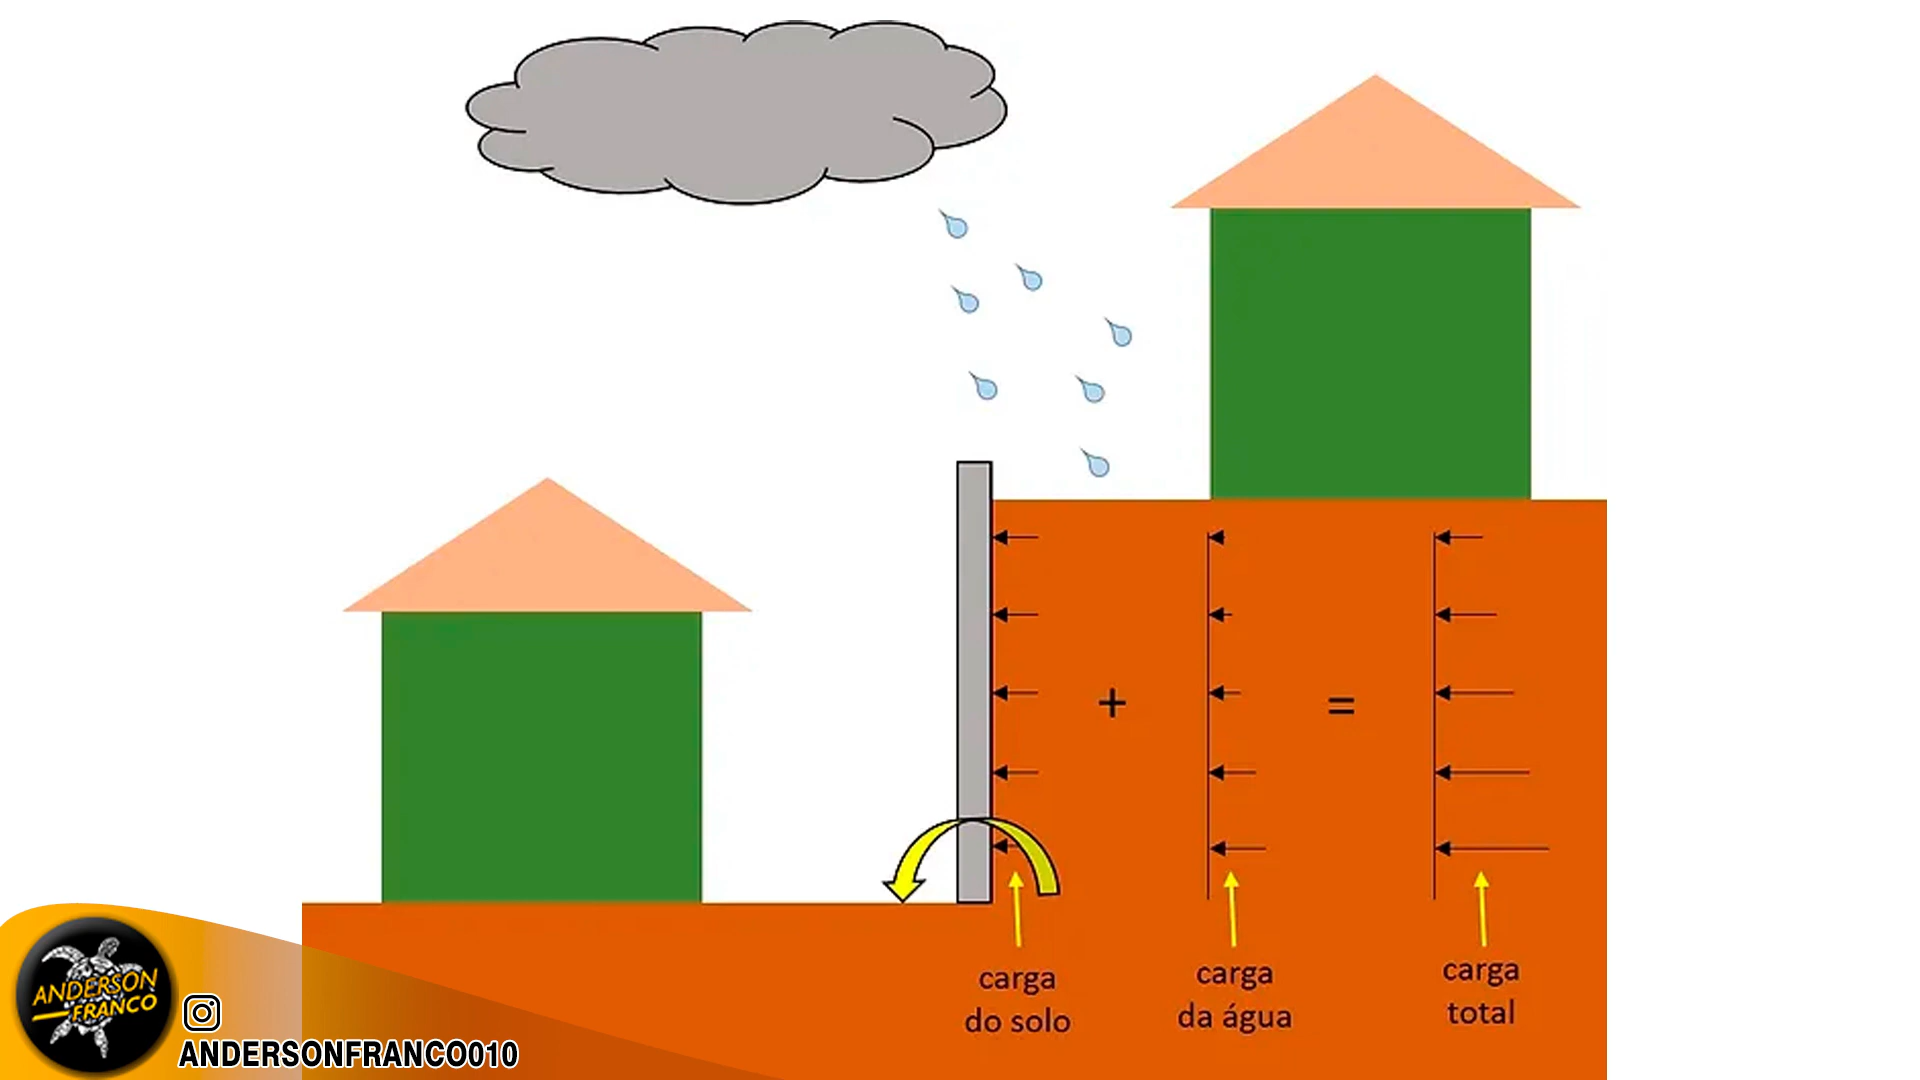 +
=
carga
do solo
carga
da água
carga
total
ANDERSON
FRANCO
ANDERSONFRANCO010